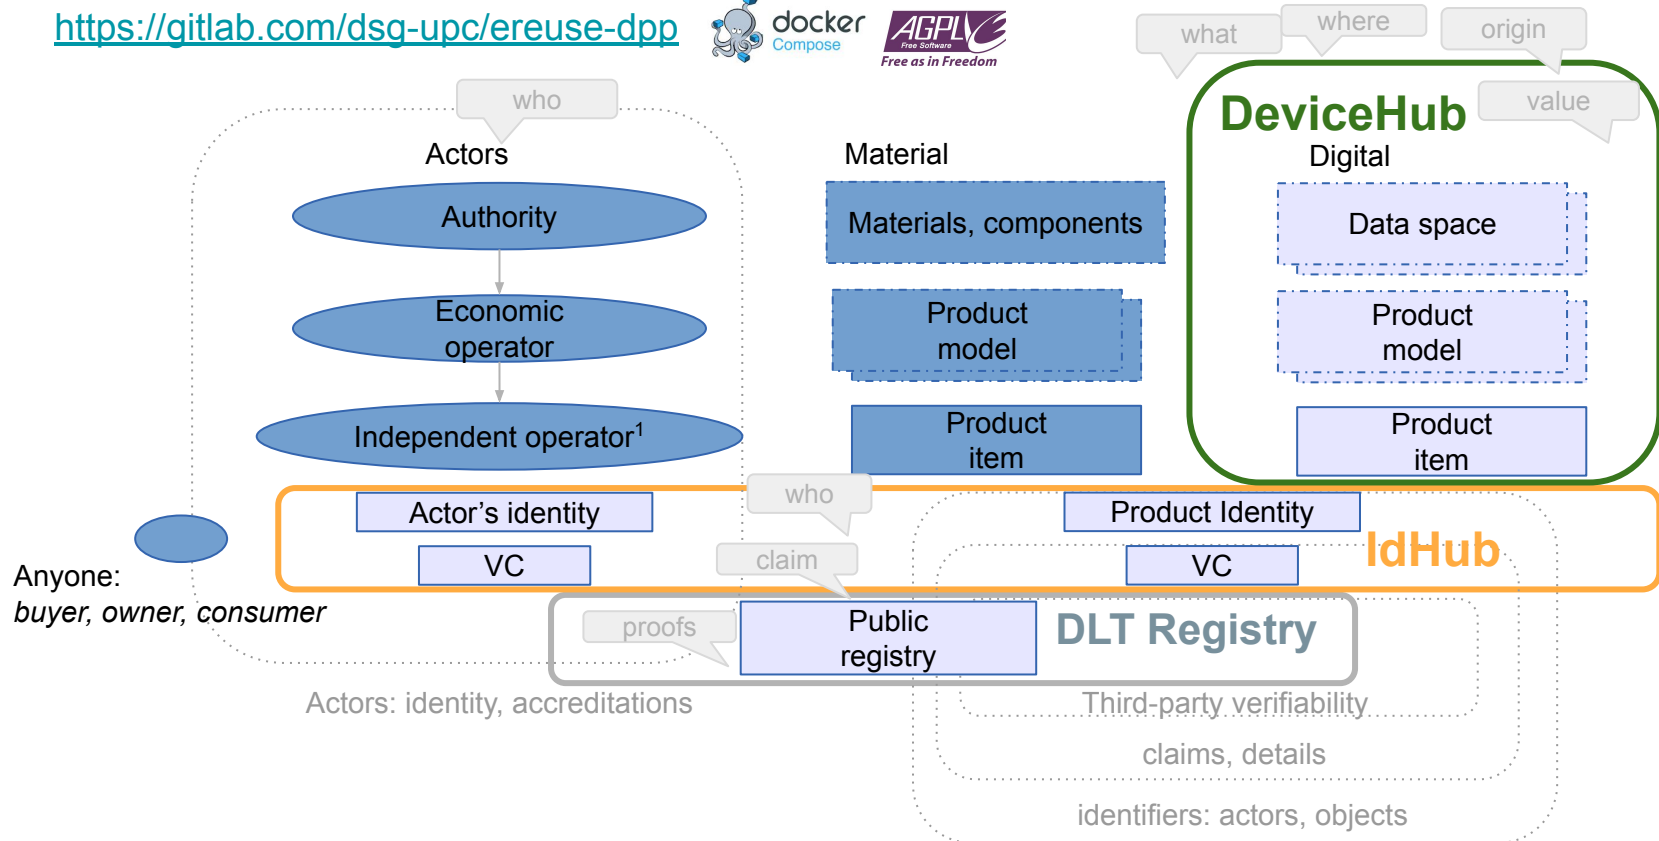 https://gitlab.com/dsg-upc/ereuse-dpp
docker
Compose
AGPLv3
Free Software
Free as in Freedom
what
where
origin
who
DeviceHub
value
Actors
Material
Digital
Authority
Materials, components
Data space
Economic
operator
Product
model
Product
model
Independent operator¹
Product
item
Product
item
who
Actor's identity
Product Identity
IdHub
claim
VC
VC
Anyone:
buyer, owner, consumer
proofs
Public
registry
DLT Registry
Actors: identity, accreditations
Third-party verifiability
claims, details
identifiers: actors, objects